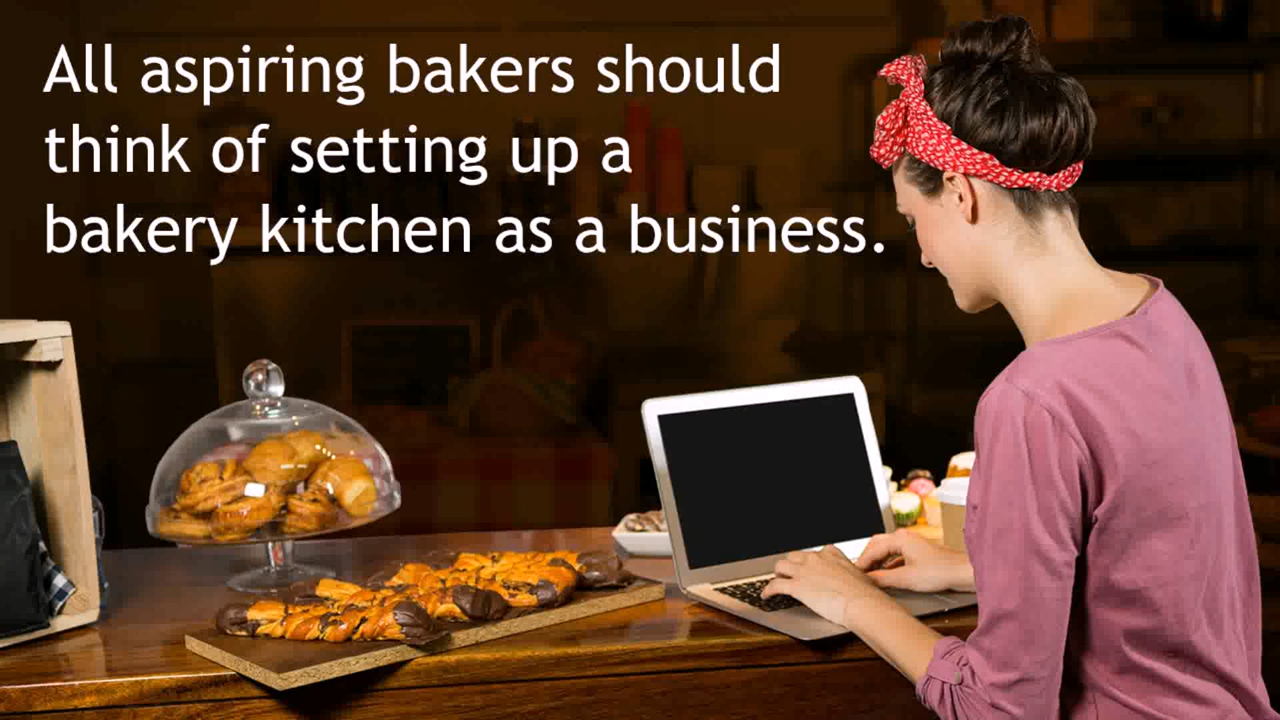 All aspiring bakers should
think of setting up a
bakery kitchen as a business.